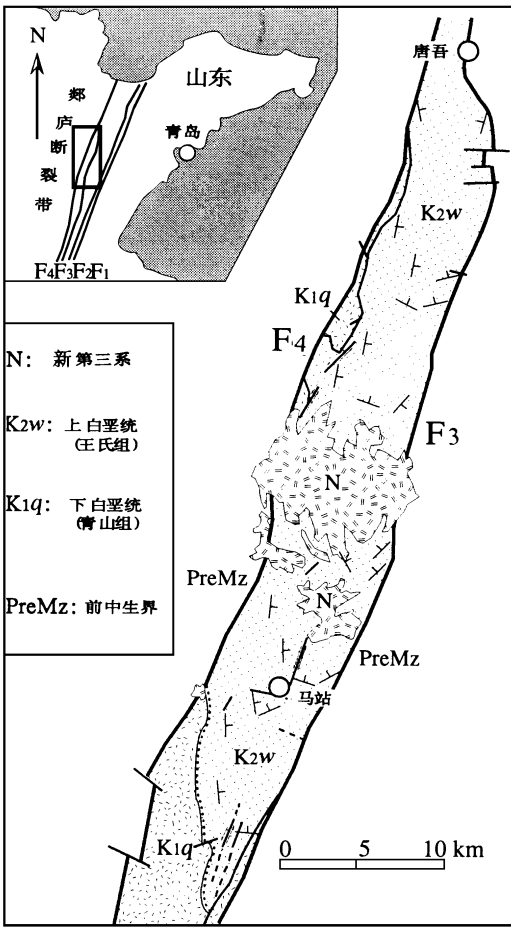 N
山东
郯
庐
断
裂
带
青岛
F4F3F2F1
唐吾
K2w
K1q
F4
F3
N: 新第三系
K2w: 上白垩统
(王氏组)
K1q: 下白垩统
(青山组)
PreMz: 前中生界
N
PreMz
N
PreMz
马站
K2w
K1q
0 5 10 km